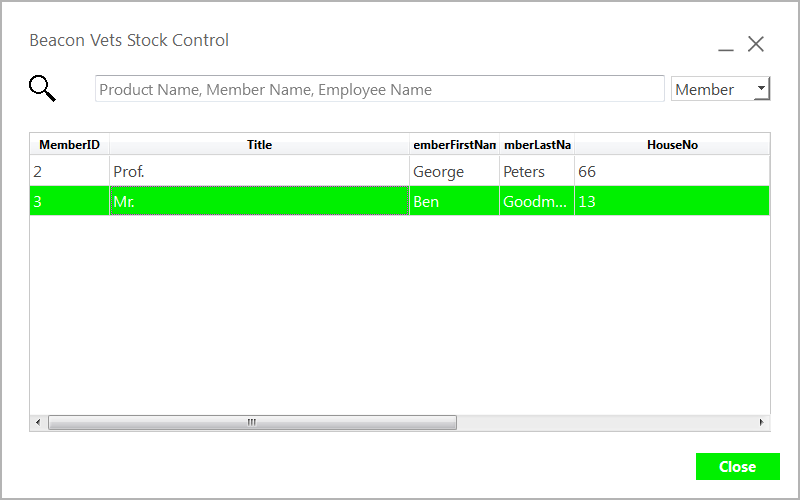 Beacon Vets Stock Control
Product Name, Member Name, Employee Name Member
MemberID Title emberFirstNam mberLastNa HouseNo
2 Prof. George Peters 66
3 Mr. Ben Goodm... 13
Close